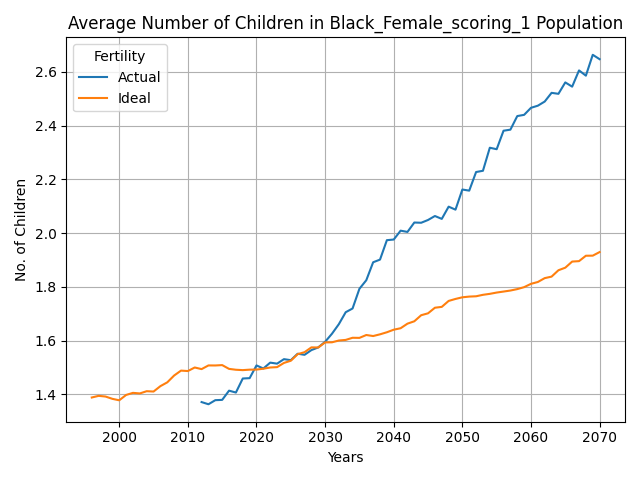 Average Number of Children in Black_Female_scoring_1 Population
Fertility
Actual
Ideal
No. of Children
2.6
2.4
2.2
2.0
1.8
1.6
1.4
2000 2010 2020 2030 2040 2050 2060 2070
Years